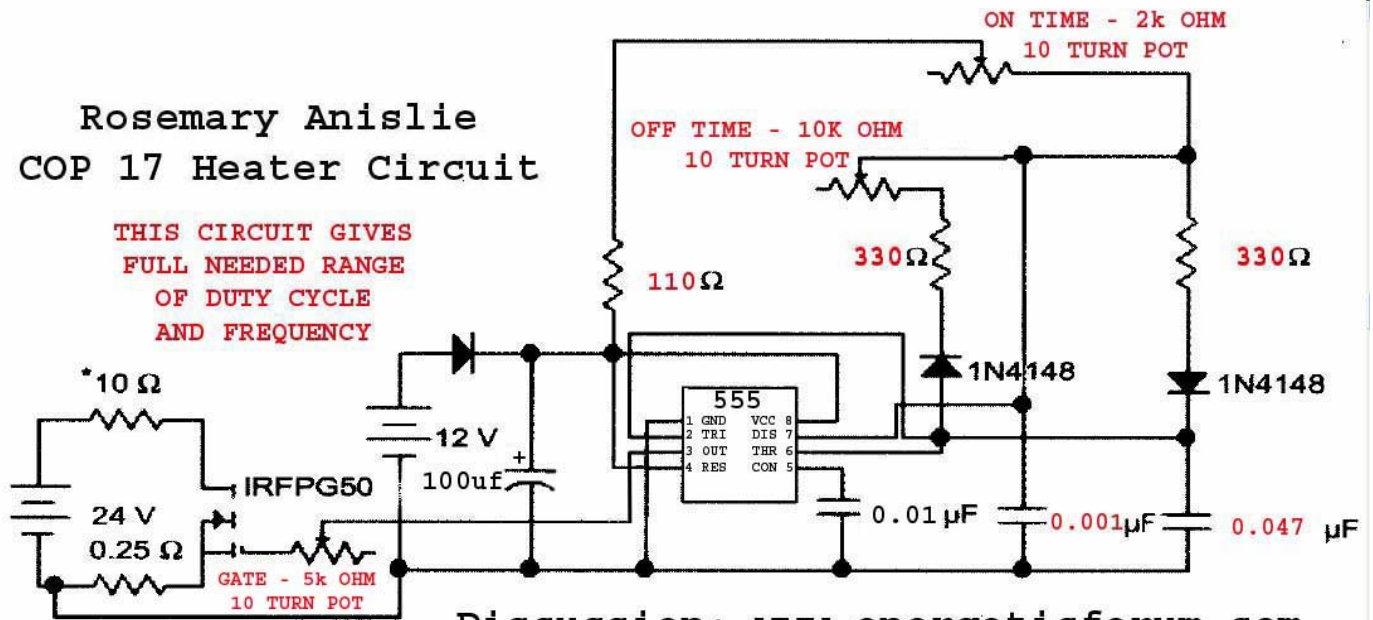 ON TIME - 2k OHM
10 TURN POT
Rosemary Anislie
COP 17 Heater Circuit
OFF TIME - 10K OHM
10 TURN POT
THIS CIRCUIT GIVES
FULL NEEDED RANGE
OF DUTY CYCLE
AND FREQUENCY
110Ω
330Ω
330Ω
*10 Ω
1N4148
1N4148
555
1 GND VCC 8
2 TRI DIS 7
3 OUT THR 6
4 RES CON 5
12 V
+
100uf
IRFPG50
24 V
0.25 Ω
GATE - 5k OHM
10 TURN POT
0.01 µF
0.001µF
0.047 µF